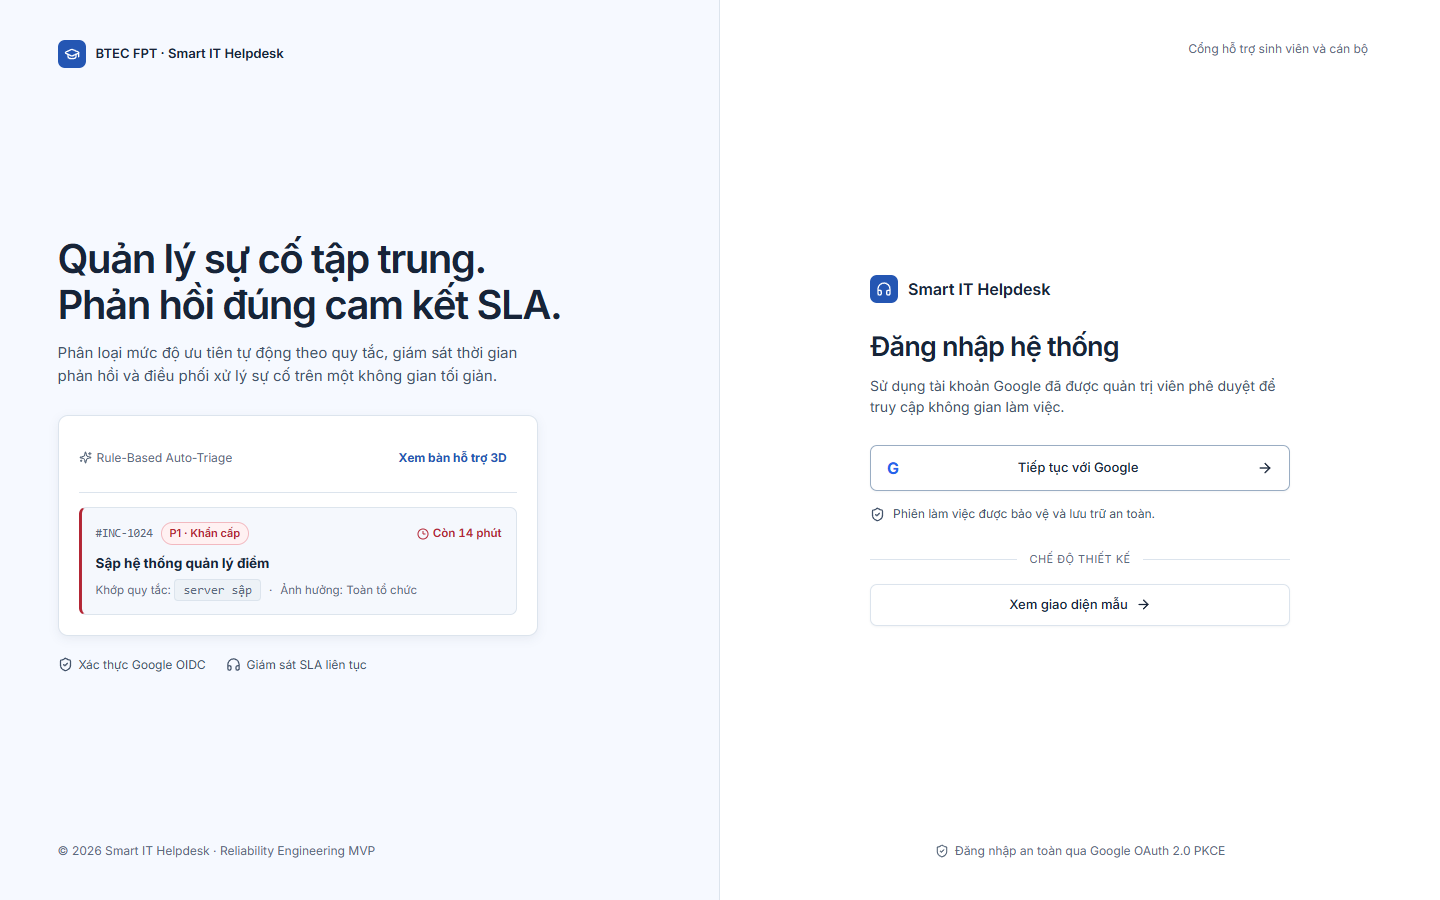 BTEC FPT · Smart IT Helpdesk
Quản lý sự cố tập trung.
Phản hồi đúng cam kết SLA.
Phân loại mức độ ưu tiên tự động theo quy tắc, giám sát thời gian
phản hồi và điều phối xử lý sự cố trên một không gian tối giản.
Rule-Based Auto-Triage
Xem bàn hỗ trợ 3D
#INC-1024
P1 · Khẩn cấp
Còn 14 phút
Sập hệ thống quản lý điểm
Khớp quy tắc: server sập · Ảnh hưởng: Toàn tổ chức
Xác thực Google OIDC
Giám sát SLA liên tục
© 2026 Smart IT Helpdesk · Reliability Engineering MVP
Cổng hỗ trợ sinh viên và cán bộ
Smart IT Helpdesk
Đăng nhập hệ thống
Sử dụng tài khoản Google đã được quản trị viên phê duyệt để
truy cập không gian làm việc.
G
Tiếp tục với Google
Phiên làm việc được bảo vệ và lưu trữ an toàn.
CHẾ ĐỘ THIẾT KẾ
Xem giao diện mẫu
Đăng nhập an toàn qua Google OAuth 2.0 PKCE